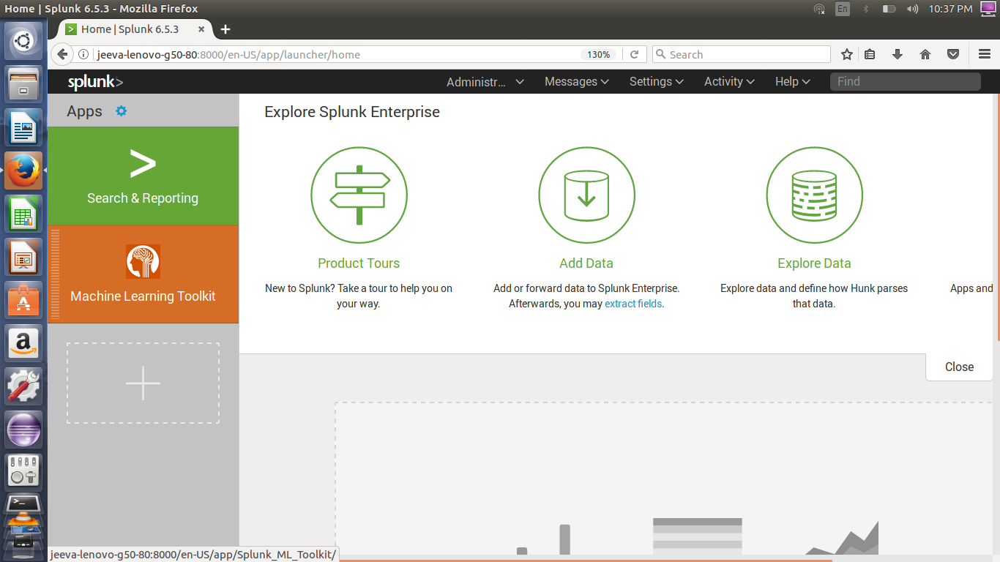 Home | Splunk 6.5.3 - Mozilla Firefox
En
10:37 PM
Home | Splunk 6.5.3
jeeva-lenovo-g50-80:8000/en-US/app/launcher/home
130%
Search
splunk>
Administr...
Messages
Settings
Activity
Help
Find
Apps
Search & Reporting
Machine Learning Toolkit
Explore Splunk Enterprise
Product Tours
New to Splunk? Take a tour to help you on
your way.
Add Data
Add or forward data to Splunk Enterprise.
Afterwards, you may extract fields.
Explore Data
Explore data and define how Hunk parses
that data.
Apps and
Close
jeeva-lenovo-g50-80:8000/en-US/app/Splunk_ML_Toolkit/